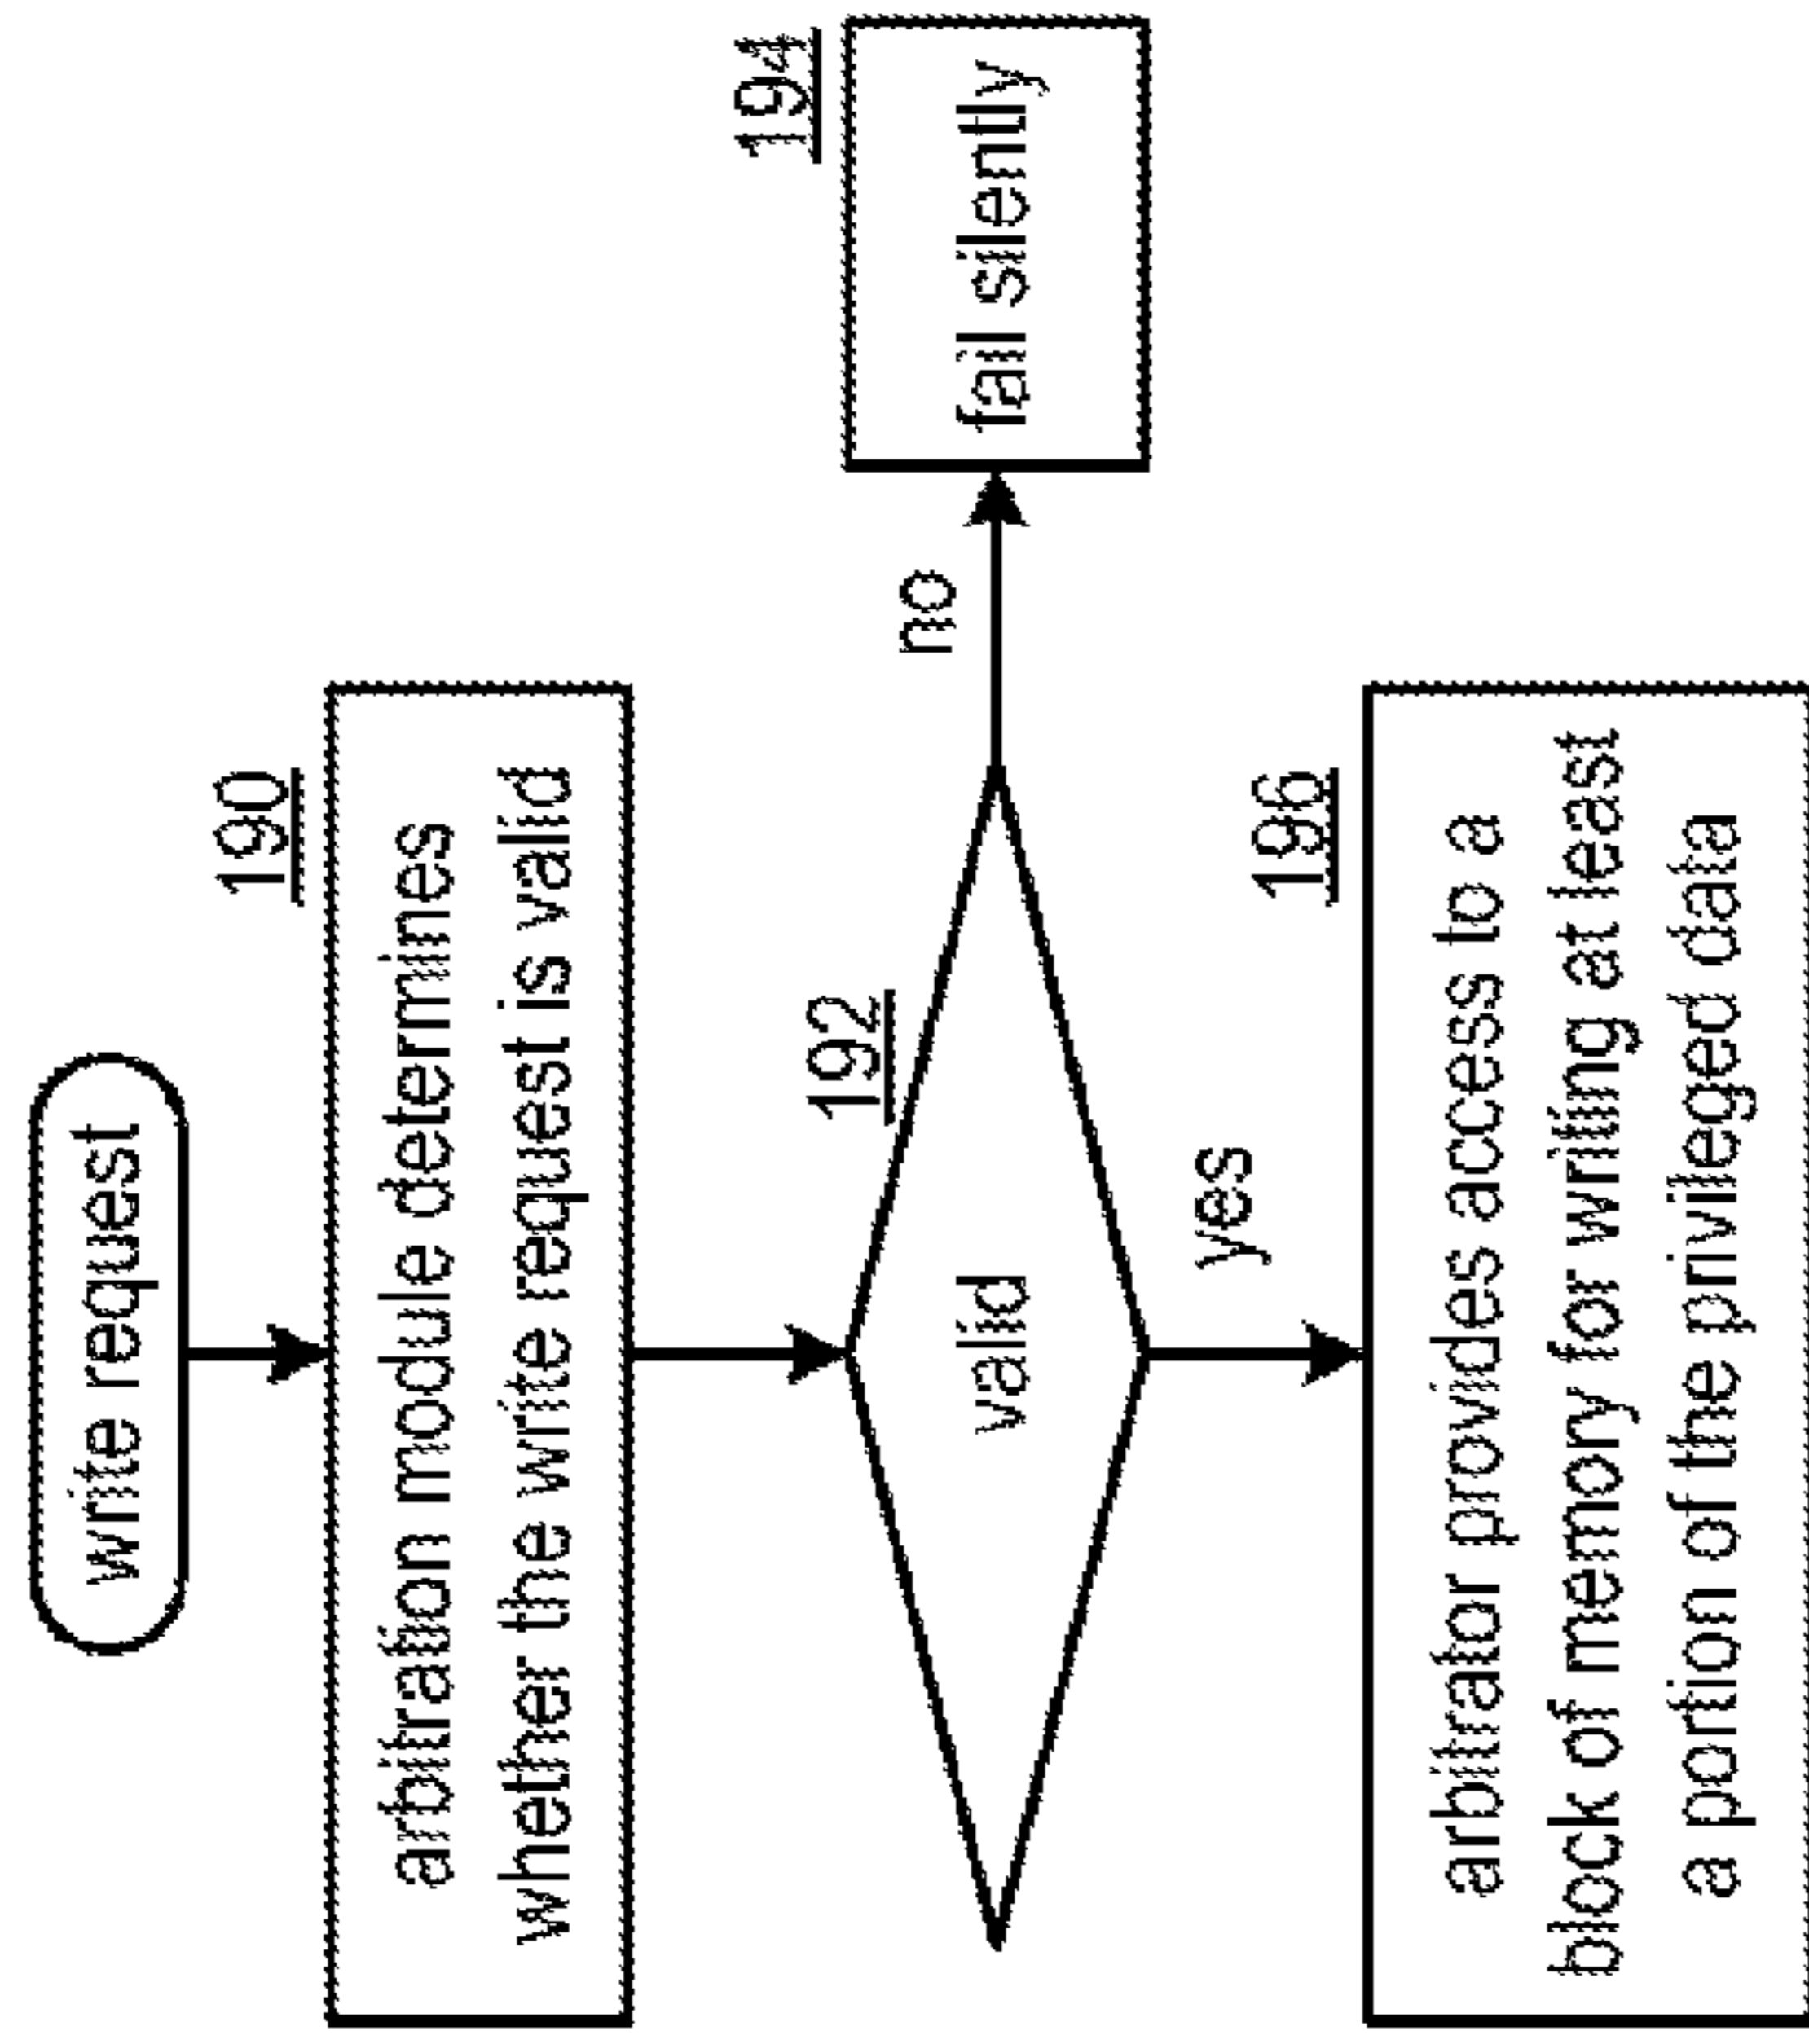 write request
190
arbitration module determines
whether the write request is valid
192
valid
no
194
fail silently
yes
196
arbitrator provides access to a
block of memory for writing at least
a portion of the privileged data